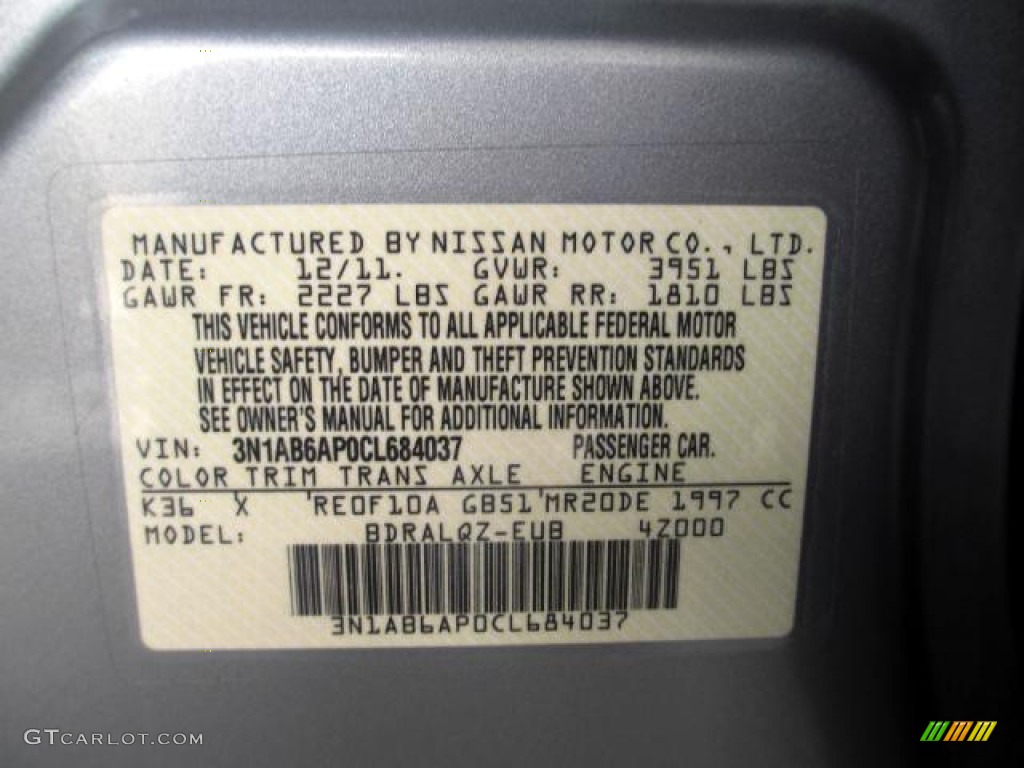 MANUFACTURED BY NISSAN MOTOR CO., LTD.
DATE: 12/11. GVWR: 3951 LBS
GAWR FR: 2227 LBS GAWR RR: 1810 LBS
THIS VEHICLE CONFORMS TO ALL APPLICABLE FEDERAL MOTOR
VEHICLE SAFETY, BUMPER AND THEFT PREVENTION STANDARDS
IN EFFECT ON THE DATE OF MANUFACTURE SHOWN ABOVE.
SEE OWNER'S MANUAL FOR ADDITIONAL INFORMATION.
VIN: 3N1AB6AP0CL684037 PASSENGER CAR.
COLOR TRIM TRANS AXLE ENGINE
K36 X 'RE0F10A GB51'MR20DE 1997 CC
MODEL: BDRALQZ-EUB 4Z000
3N1AB6AP0CL684037
GTCARLOT.COM